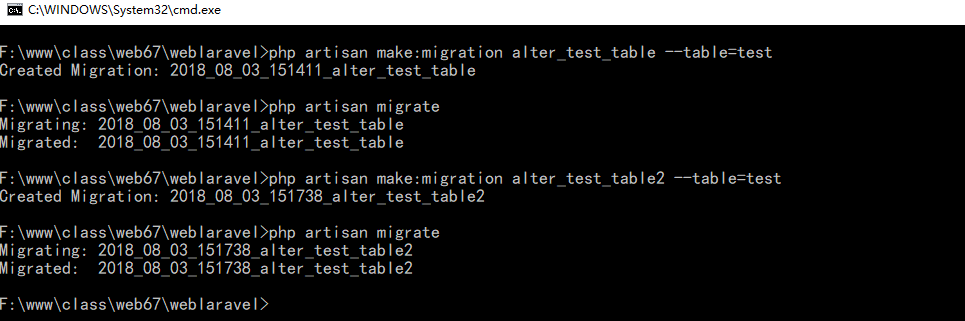 C:\WINDOWS\System32\cmd.exe
F:\www\class\web67\weblaravel>php artisan make:migration alter_test_table --table=test
Created Migration: 2018_08_03_151411_alter_test_table
F:\www\class\web67\weblaravel>php artisan migrate
Migrating: 2018_08_03_151411_alter_test_table
Migrated:  2018_08_03_151411_alter_test_table
F:\www\class\web67\weblaravel>php artisan make:migration alter_test_table2 --table=test
Created Migration: 2018_08_03_151738_alter_test_table2
F:\www\class\web67\weblaravel>php artisan migrate
Migrating: 2018_08_03_151738_alter_test_table2
Migrated:  2018_08_03_151738_alter_test_table2
F:\www\class\web67\weblaravel>